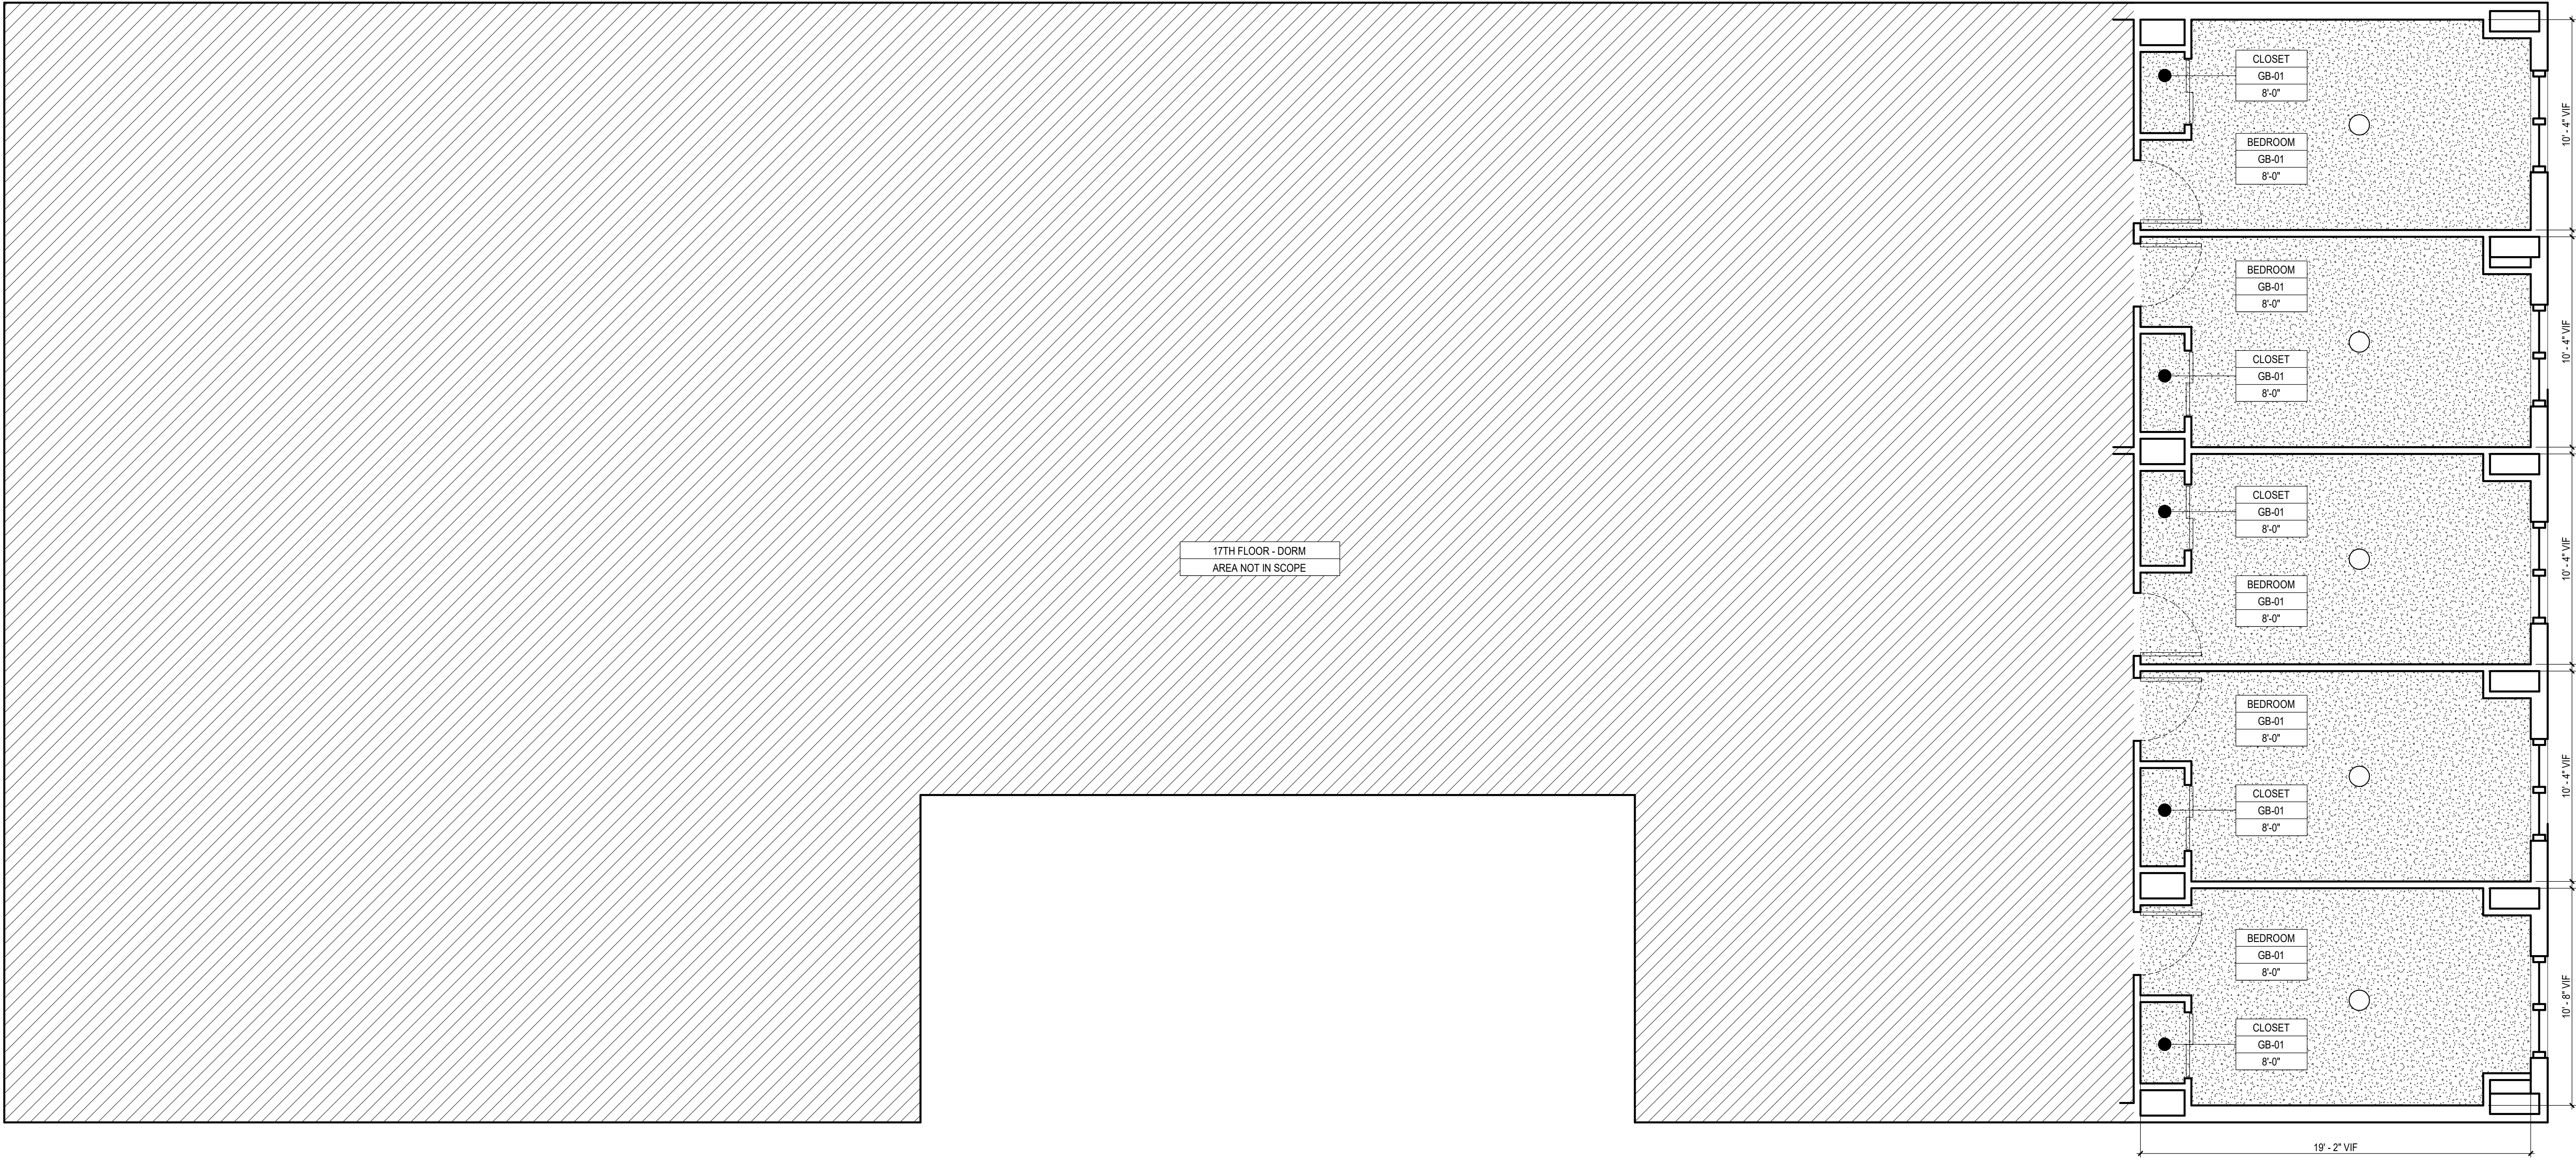 CLOSET
GB-01
8'-0"
10' - 4" VIF
BEDROOM
GB-01
8'-0"
BEDROOM
GB-01
8'-0"
10' - 4" VIF
CLOSET
GB-01
8'-0"
CLOSET
GB-01
8'-0"
17TH FLOOR - DORM
AREA NOT IN SCOPE
10' - 4" VIF
BEDROOM
GB-01
8'-0"
BEDROOM
GB-01
8'-0"
10' - 4" VIF
CLOSET
GB-01
8'-0"
BEDROOM
GB-01
8'-0"
10' - 8" VIF
CLOSET
GB-01
8'-0"
19' - 2" VIF